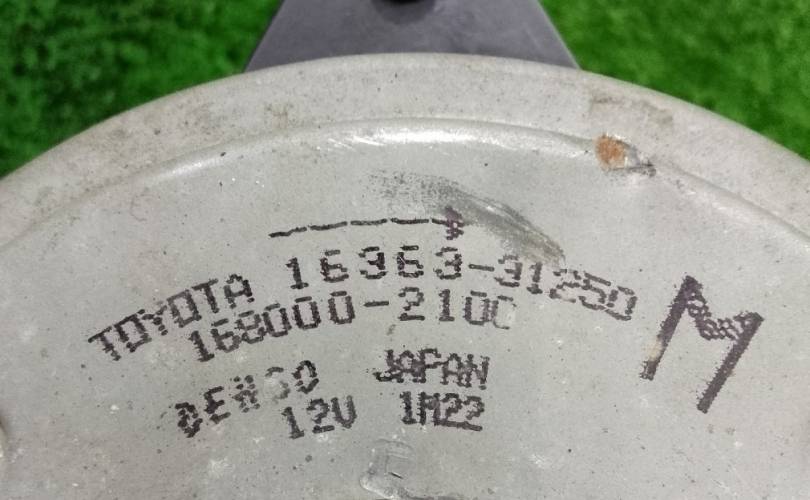 TOYOTA 16363-31250
168000-2100
DENSO JAPAN
12V 1M22
M